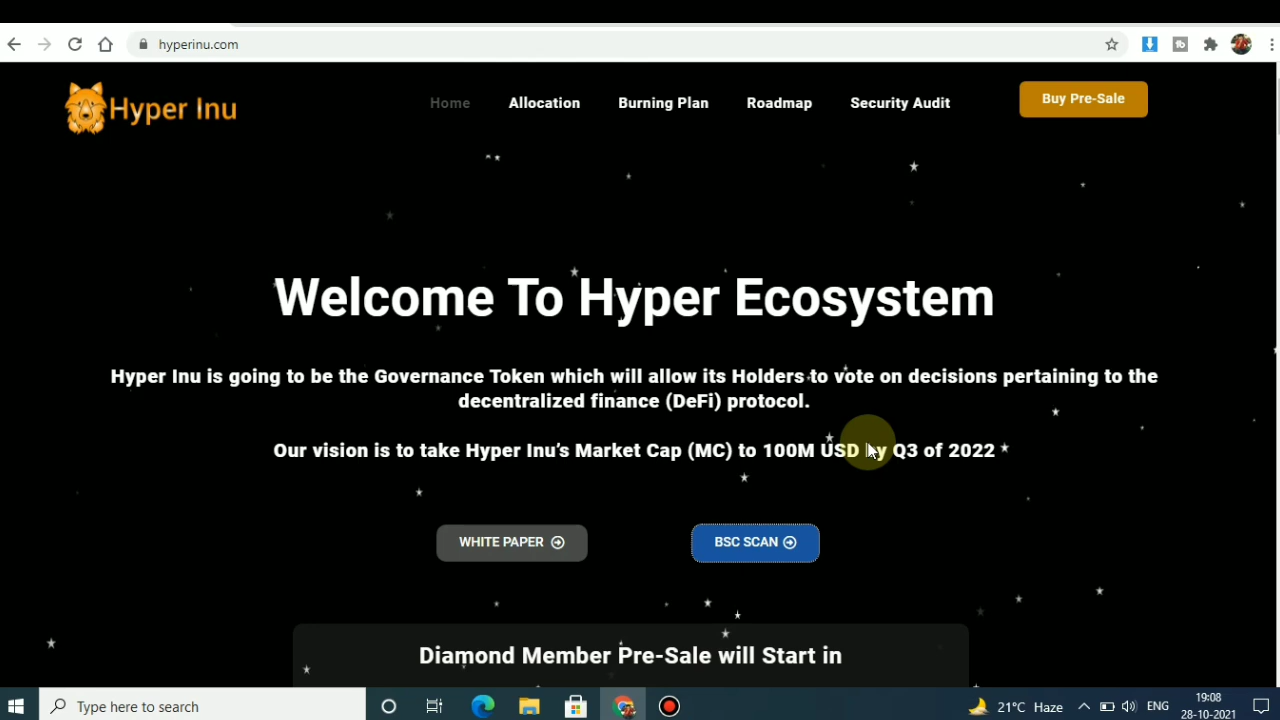 hyperinu.com
Hyper Inu
Home
Allocation
Burning Plan
Roadmap
Security Audit
Buy Pre-Sale
Welcome To Hyper Ecosystem
Hyper Inu is going to be the Governance Token which will allow its Holders to vote on decisions pertaining to the
decentralized finance (DeFi) protocol.
Our vision is to take Hyper Inu's Market Cap (MC) to 100M USD by Q3 of 2022
WHITE PAPER
BSC SCAN
Diamond Member Pre-Sale will Start in
Type here to search
21°C Haze
ENG
19:08
28-10-2021